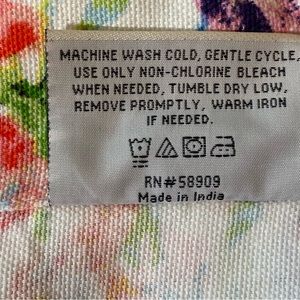 MACHINE WASH COLD, GENTLE CYCLE,
USE ONLY NON-CHLORINE BLEACH
WHEN NEEDED, TUMBLE DRY LOW,
REMOVE PROMPTLY, WARM IRON
IF NEEDED.
RN#58909
Made in India